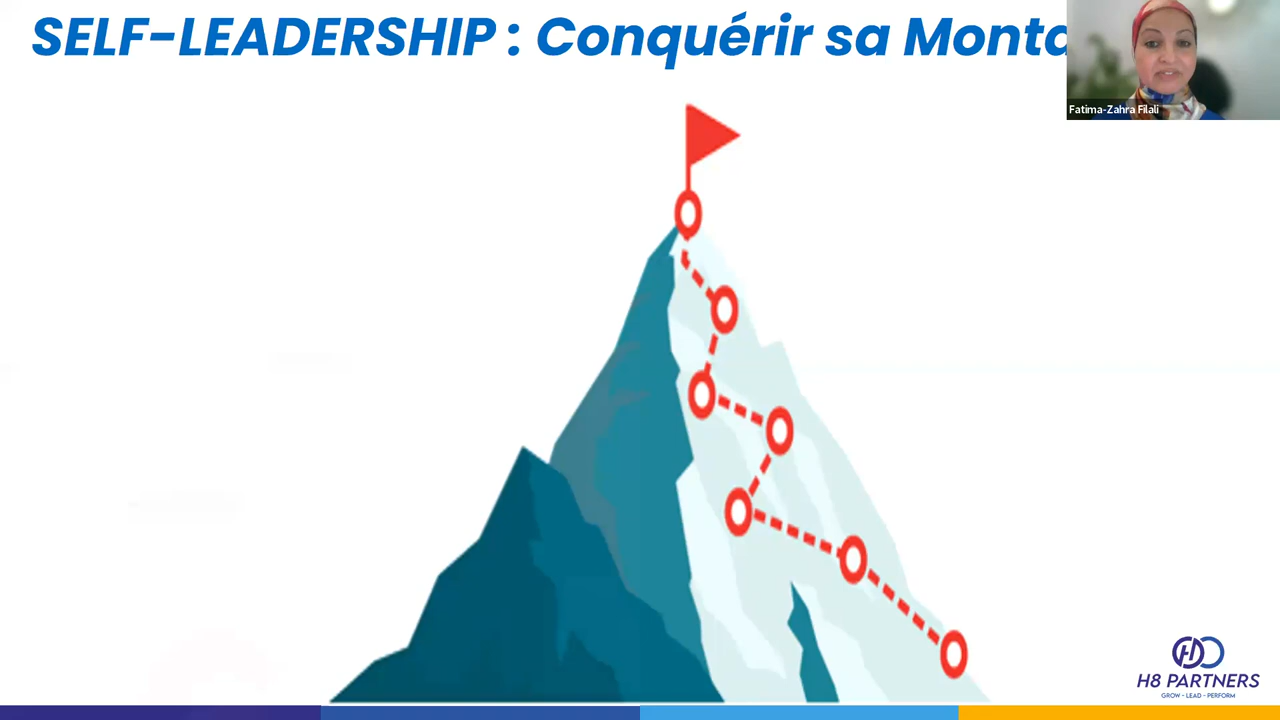 SELF-LEADERSHIP : Conquérir sa Monta
Fatima-Zahra Filali
H8 PARTNERS
GROW - LEAD - PERFORM